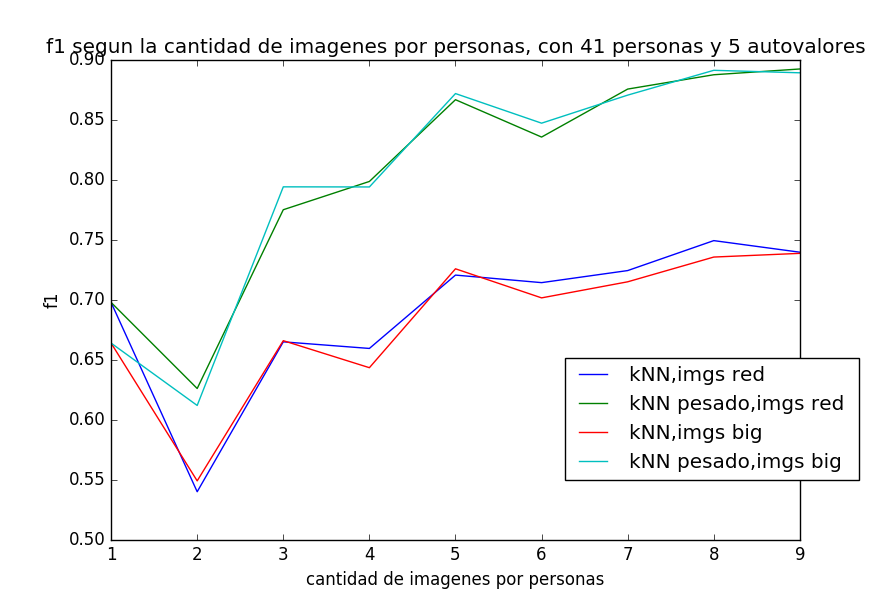 f1 segun la cantidad de imagenes por personas, con 41 personas y 5 autovalores
0.90
0.85
0.80
0.75
0.70
0.65
0.60
0.55
0.50
f1
kNN,imgs red
kNN pesado,imgs red
kNN,imgs big
kNN pesado,imgs big
1 2 3 4 5 6 7 8 9
cantidad de imagenes por personas